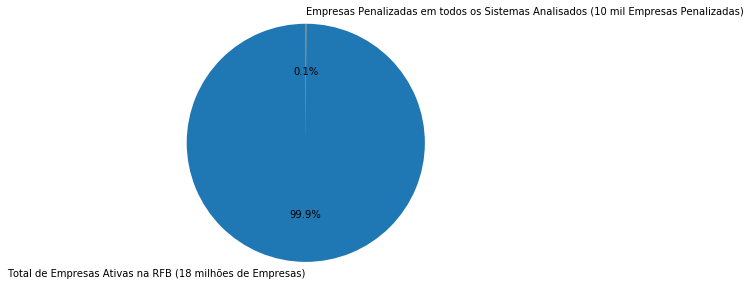 Empresas Penalizadas em todos os Sistemas Analisados (10 mil Empresas Penalizadas)
0.1%
99.9%
Total de Empresas Ativas na RFB (18 milhões de Empresas)